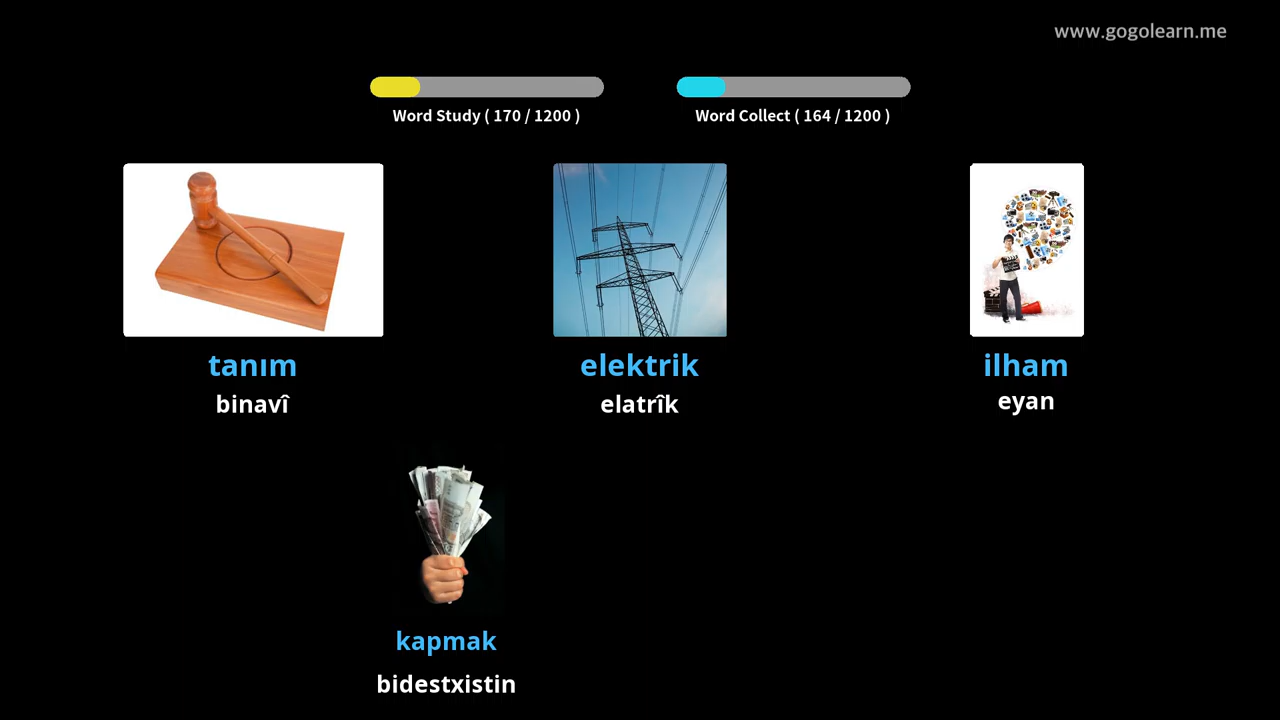 www.gogolearn.me
Word Study ( 170 / 1200 )
Word Collect ( 164 / 1200 )
tanım
binavî
elektrik
elatrîk
ilham
eyan
kapmak
bidestxistin